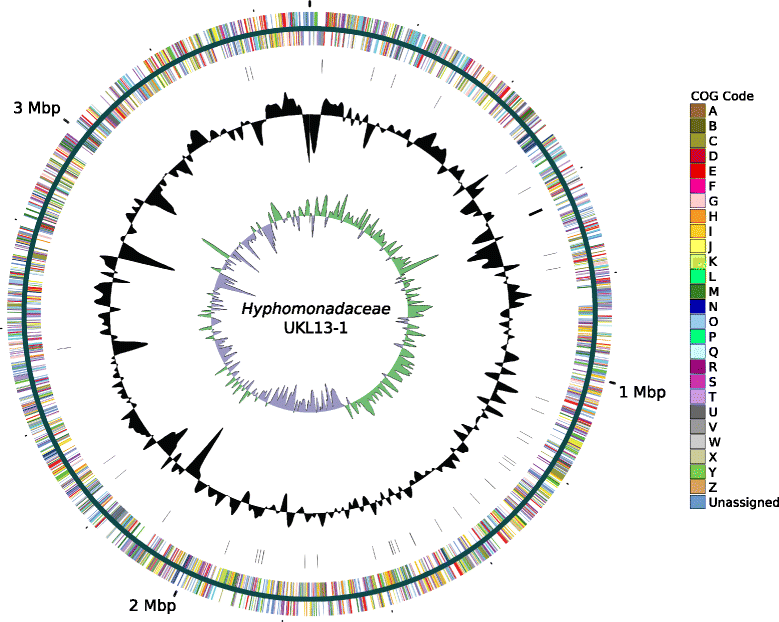 3 Mbp
Hyphomonadaceae
UKL13-1
1 Mbp
2 Mbp
COG Code
A
B
C
D
E
F
G
H
I
J
K
L
M
N
O
P
Q
R
S
T
U
V
W
X
Y
Z
Unassigned